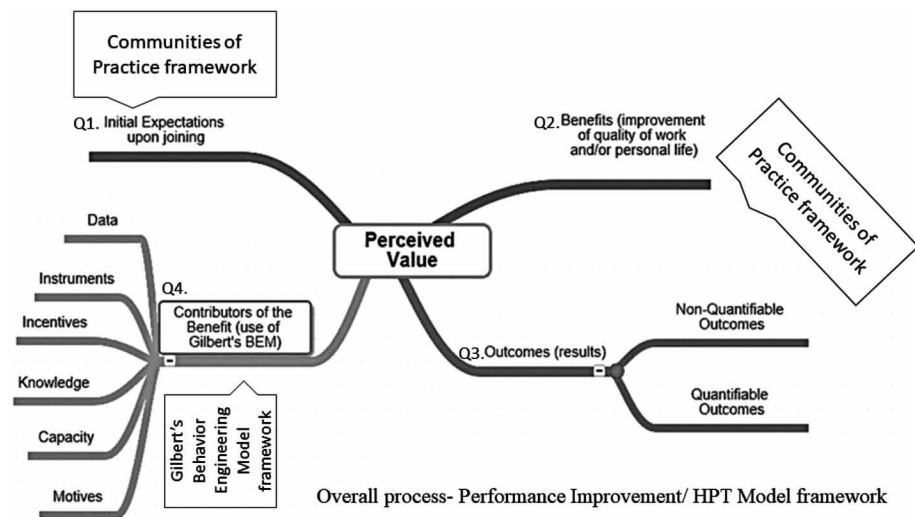 Communities of
Practice framework
Q1. Initial Expectations
upon joining
Q2. Benefits (improvement
of quality of work
and/or personal life)
Communities of
Practice framework
Perceived
Value
Data
Instruments
Incentives
Knowledge
Capacity
Motives
Q4.
Contributors of the
Benefit (use of
Gilbert's BEM)
Gilbert's
Behavior
Engineering
Model
framework
Q3. Outcomes (results)
Non-Quantifiable
Outcomes
Quantifiable
Outcomes
Overall process- Performance Improvement/ HPT Model framework